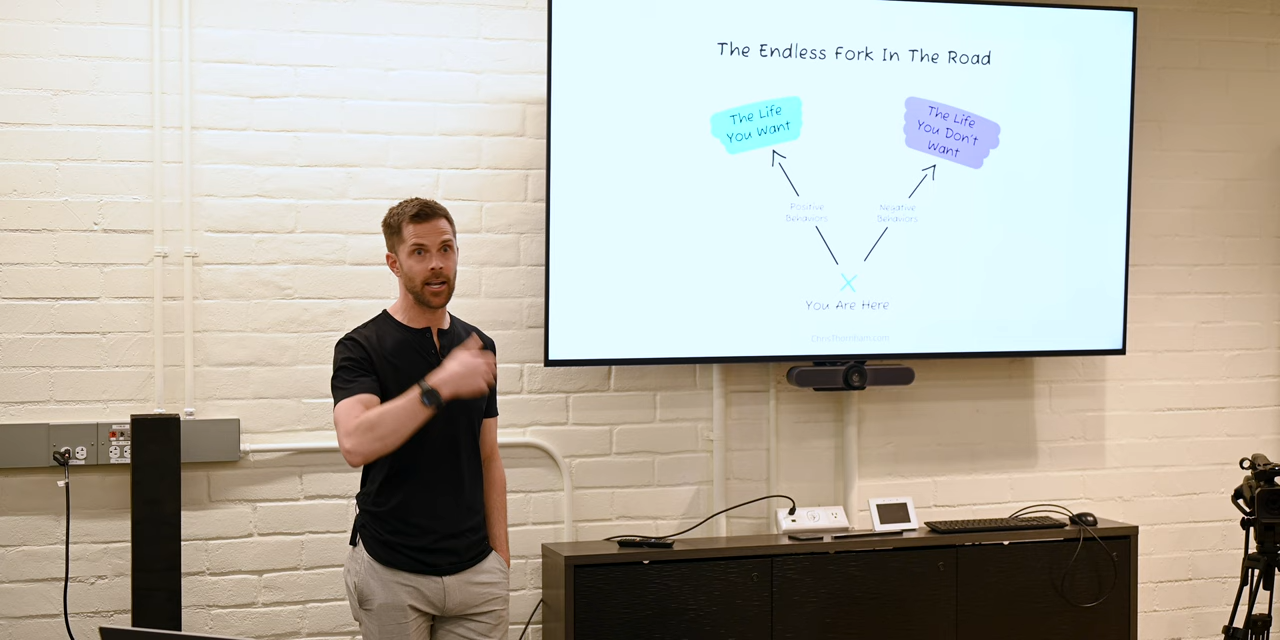 The Endless Fork In The Road
The Life
You Want
The Life
You Don't
Want
Positive
Behaviors
Negative
Behaviors
X
You Are Here